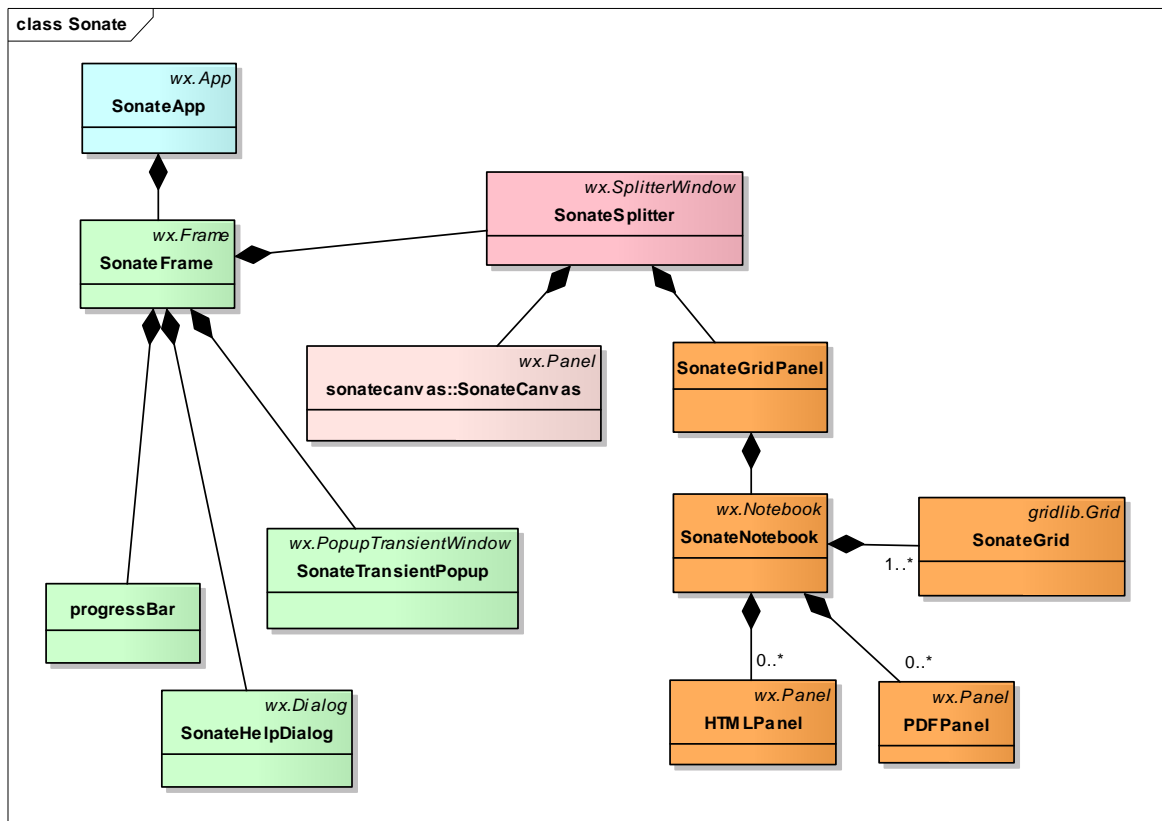 class Sonate
wx.App
SonateApp
wx.SplitterWindow
SonateSplitter
wx.Frame
SonateFrame
wx.Panel
sonatecanvas::SonateCanvas
SonateGridPanel
wx.Notebook
SonateNotebook
gridlib.Grid
SonateGrid
1..*
wx.PopupTransientWindow
SonateTransientPopup
progressBar
0..*
0..*
wx.Dialog
SonateHelpDialog
wx.Panel
HTMLPanel
wx.Panel
PDFPanel